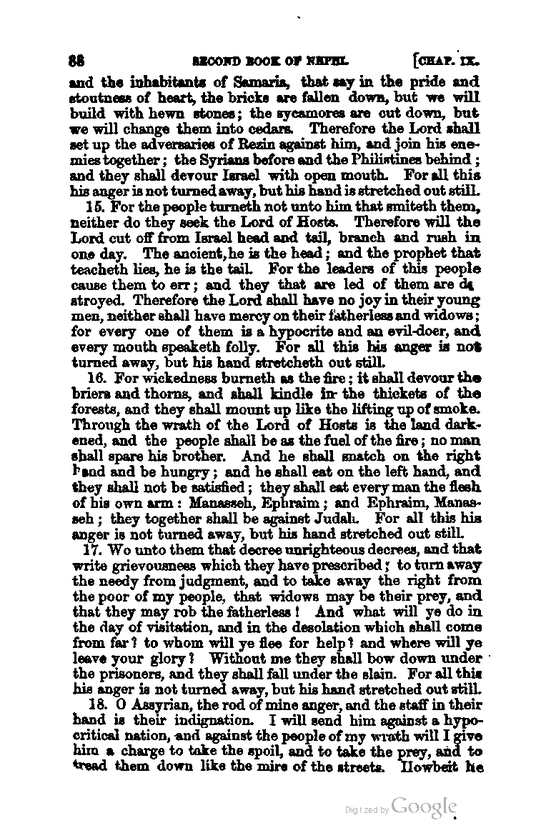 88 SECOND BOOK OF NEPHI. [CHAP. IX.
and the inhabitants of Samaria, that say in the pride and
stoutness of heart, the bricks are fallen down, but we will
build with hewn stones; the sycamores are cut down, but
we will change them into cedars. Therefore the Lord shall
set up the adversaries of Rezin against him, and join his ene-
mies together; the Syrians before and the Philistines behind;
and they shall devour Israel with open mouth. For all this
his anger is not turned away, but his hand is stretched out still.
15. For the people turneth not unto him that smiteth them,
neither do they seek the Lord of Hosts. Therefore will the
Lord cut off from Israel head and tail, branch and rush in
one day. The ancient, he is the head; and the prophet that
teacheth lies, he is the tail. For the leaders of this people
cause them to err; and they that are led of them are de
stroyed. Therefore the Lord shall have no joy in their young
men, neither shall have mercy on their fatherless and widows;
for every one of them is a hypocrite and an evil-doer, and
every mouth speaketh folly. For all this his anger is not
turned away, but his hand stretcheth out still.
16. For wickedness burneth as the fire; it shall devour the
briers and thorns, and shall kindle in the thickets of the
forests, and they shall mount up like the lifting up of smoke.
Through the wrath of the Lord of Hosts is the land dark-
ened, and the people shall be as the fuel of the fire; no man
shall spare his brother. And he shall snatch on the right
hand and be hungry; and he shall eat on the left hand, and
they shall not be satisfied; they shall eat every man the flesh
of his own arm: Manasseh, Ephraim; and Ephraim, Manas-
seh; they together shall be against Judah. For all this his
anger is not turned away, but his hand stretched out still.
17. Wo unto them that decree unrighteous decrees, and that
write grievousness which they have prescribed; to turn away
the needy from judgment, and to take away the right from
the poor of my people, that widows may be their prey, and
that they may rob the fatherless! And what will ye do in
the day of visitation, and in the desolation which shall come
from far? to whom will ye flee for help? and where will ye
leave your glory? Without me they shall bow down under
the prisoners, and they shall fall under the slain. For all this
his anger is not turned away, but his hand stretched out still.
18. O Assyrian, the rod of mine anger, and the staff in their
hand is their indignation. I will send him against a hypo-
critical nation, and against the people of my wrath will I give
him a charge to take the spoil, and to take the prey, and to
tread them down like the mire of the streets. Howbeit he
Digitized by Google